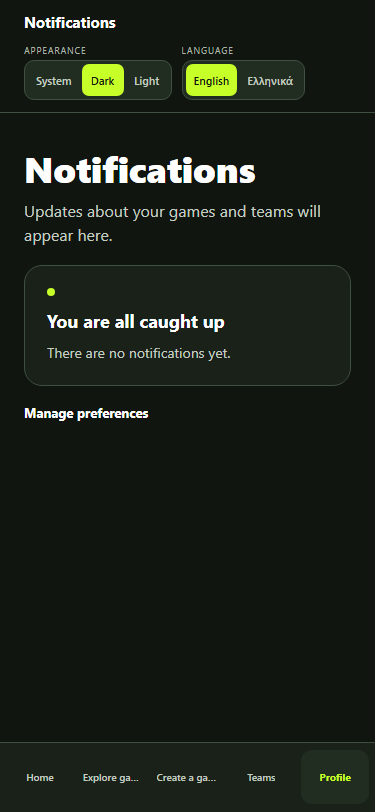 Notifications
APPEARANCE
LANGUAGE
System Dark Light
English Ελληνικά
Notifications
Updates about your games and teams will
appear here.
You are all caught up
There are no notifications yet.
Manage preferences
Home Explore ga... Create a ga... Teams Profile